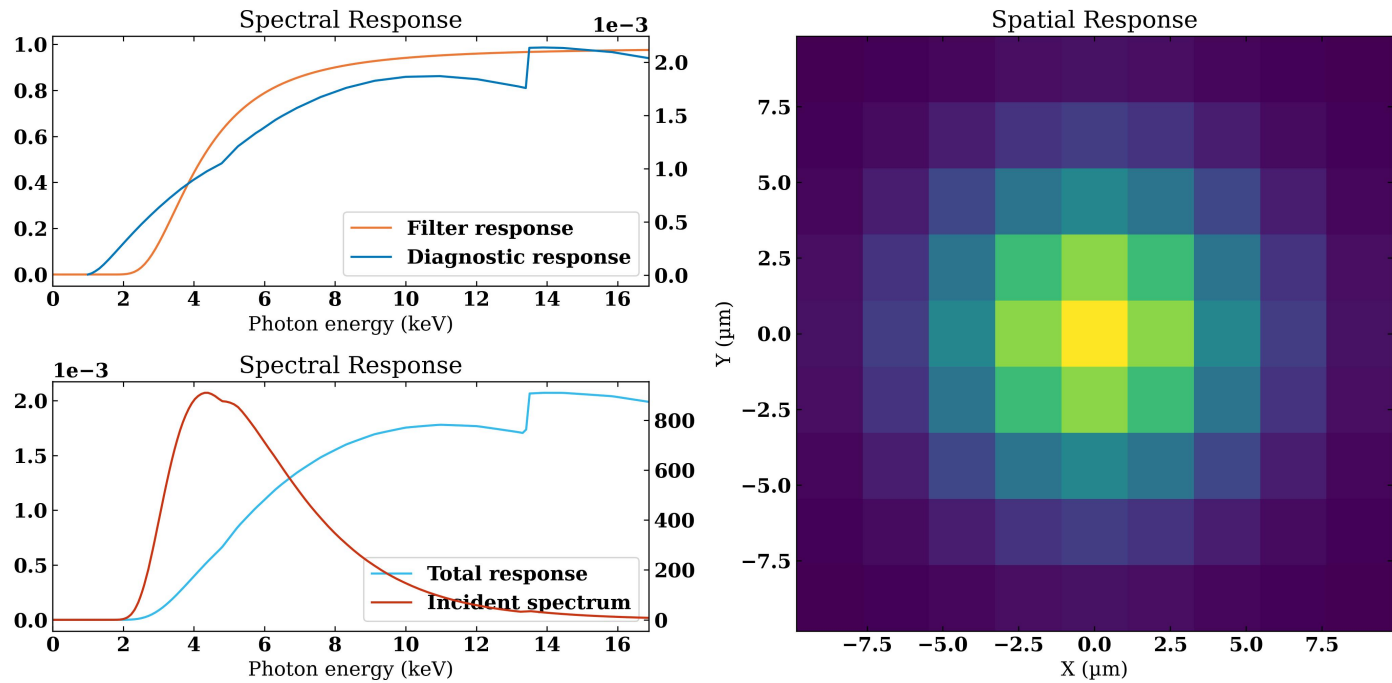 Spectral Response
1e−3
1.0
0.8
0.6
0.4
0.2
0.0
2.0
1.5
1.0
0.5
0.0
Filter response
Diagnostic response
0 2 4 6 8 10 12 14 16
Photon energy (keV)
Spectral Response
1e−3
2.0
1.5
1.0
0.5
0.0
800
600
400
200
0
Total response
Incident spectrum
0 2 4 6 8 10 12 14 16
Photon energy (keV)
Spatial Response
Y (µm)
7.5
5.0
2.5
0.0
−2.5
−5.0
−7.5
−7.5 −5.0 −2.5 0.0 2.5 5.0 7.5
X (µm)